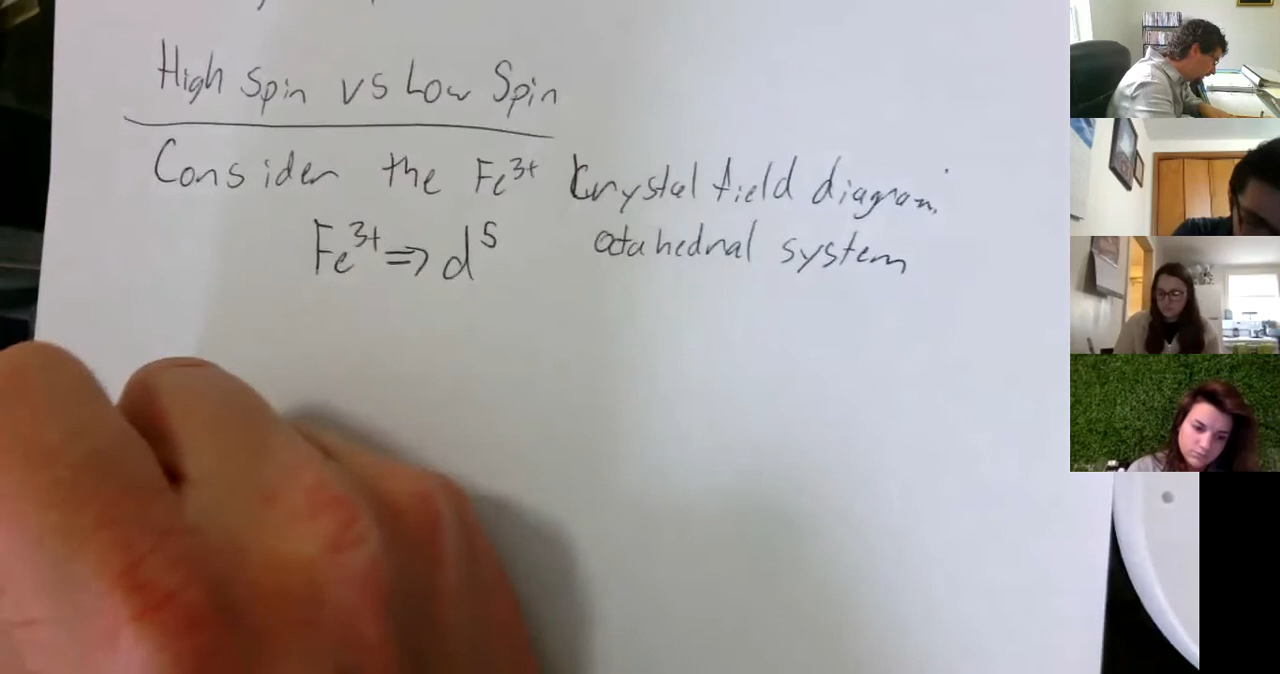 High Spin vs Low Spin
Consider the Fe³⁺ Crystal field diagram.
Fe³⁺ ⇒ d⁵ octahedral system